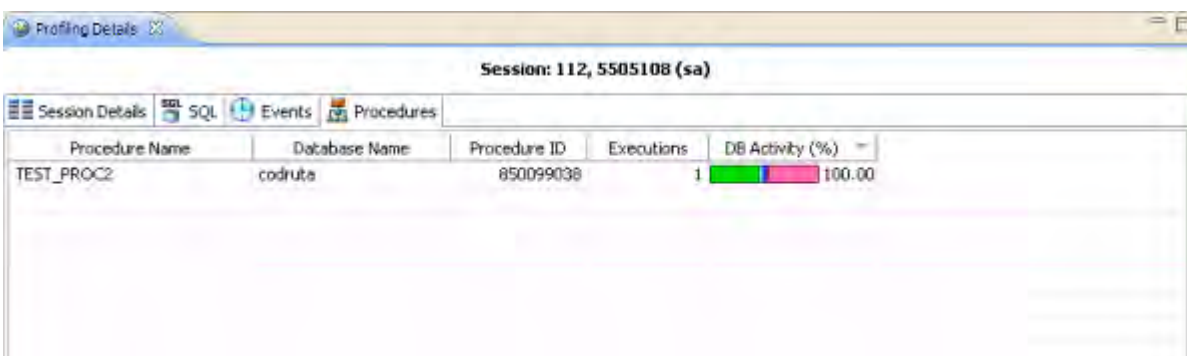 Profiling Details
Session: 112, 5505108 (sa)
Session Details SQL Events Procedures
Procedure Name Database Name Procedure ID Executions DB Activity (%)
TEST_PROC2 codruta 850099038 1 100.00